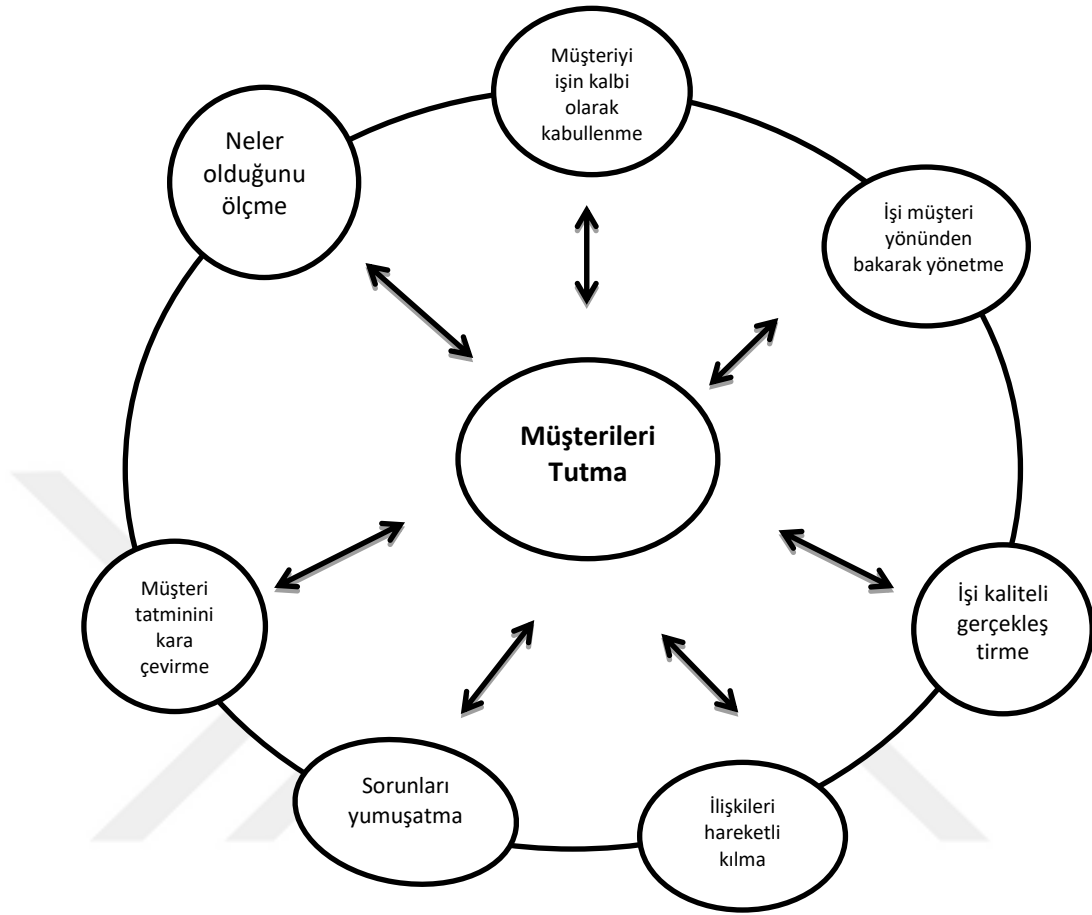 Müşteriyi
işin kalbi
olarak
kabullenme
Neler
olduğunu
ölçme
İşi müşteri
yönünden
bakarak yönetme
Müşterileri
Tutma
Müşteri
tatminini
kara
çevirme
İşi kaliteli
gerçekleş
tirme
Sorunları
yumuşatma
İlişkileri
hareketli
kılma